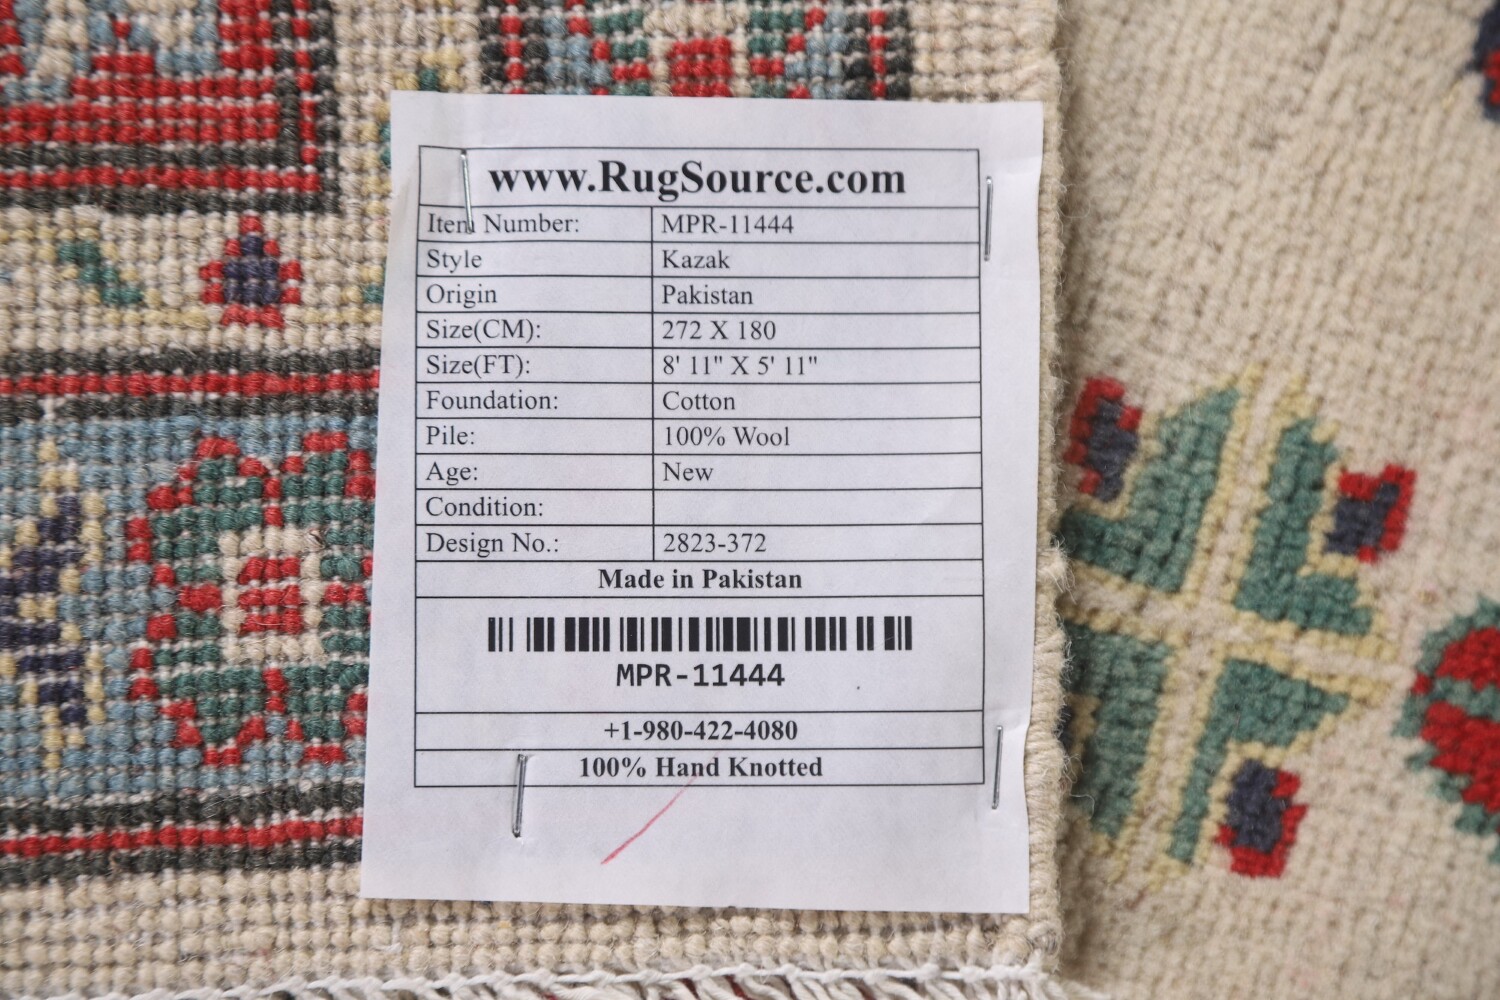 www.RugSource.com
Item Number: MPR-11444
Style Kazak
Origin Pakistan
Size(CM): 272 X 180
Size(FT): 8' 11" X 5' 11"
Foundation: Cotton
Pile: 100% Wool
Age: New
Condition:
Design No.: 2823-372
Made in Pakistan
MPR-11444
+1-980-422-4080
100% Hand Knotted